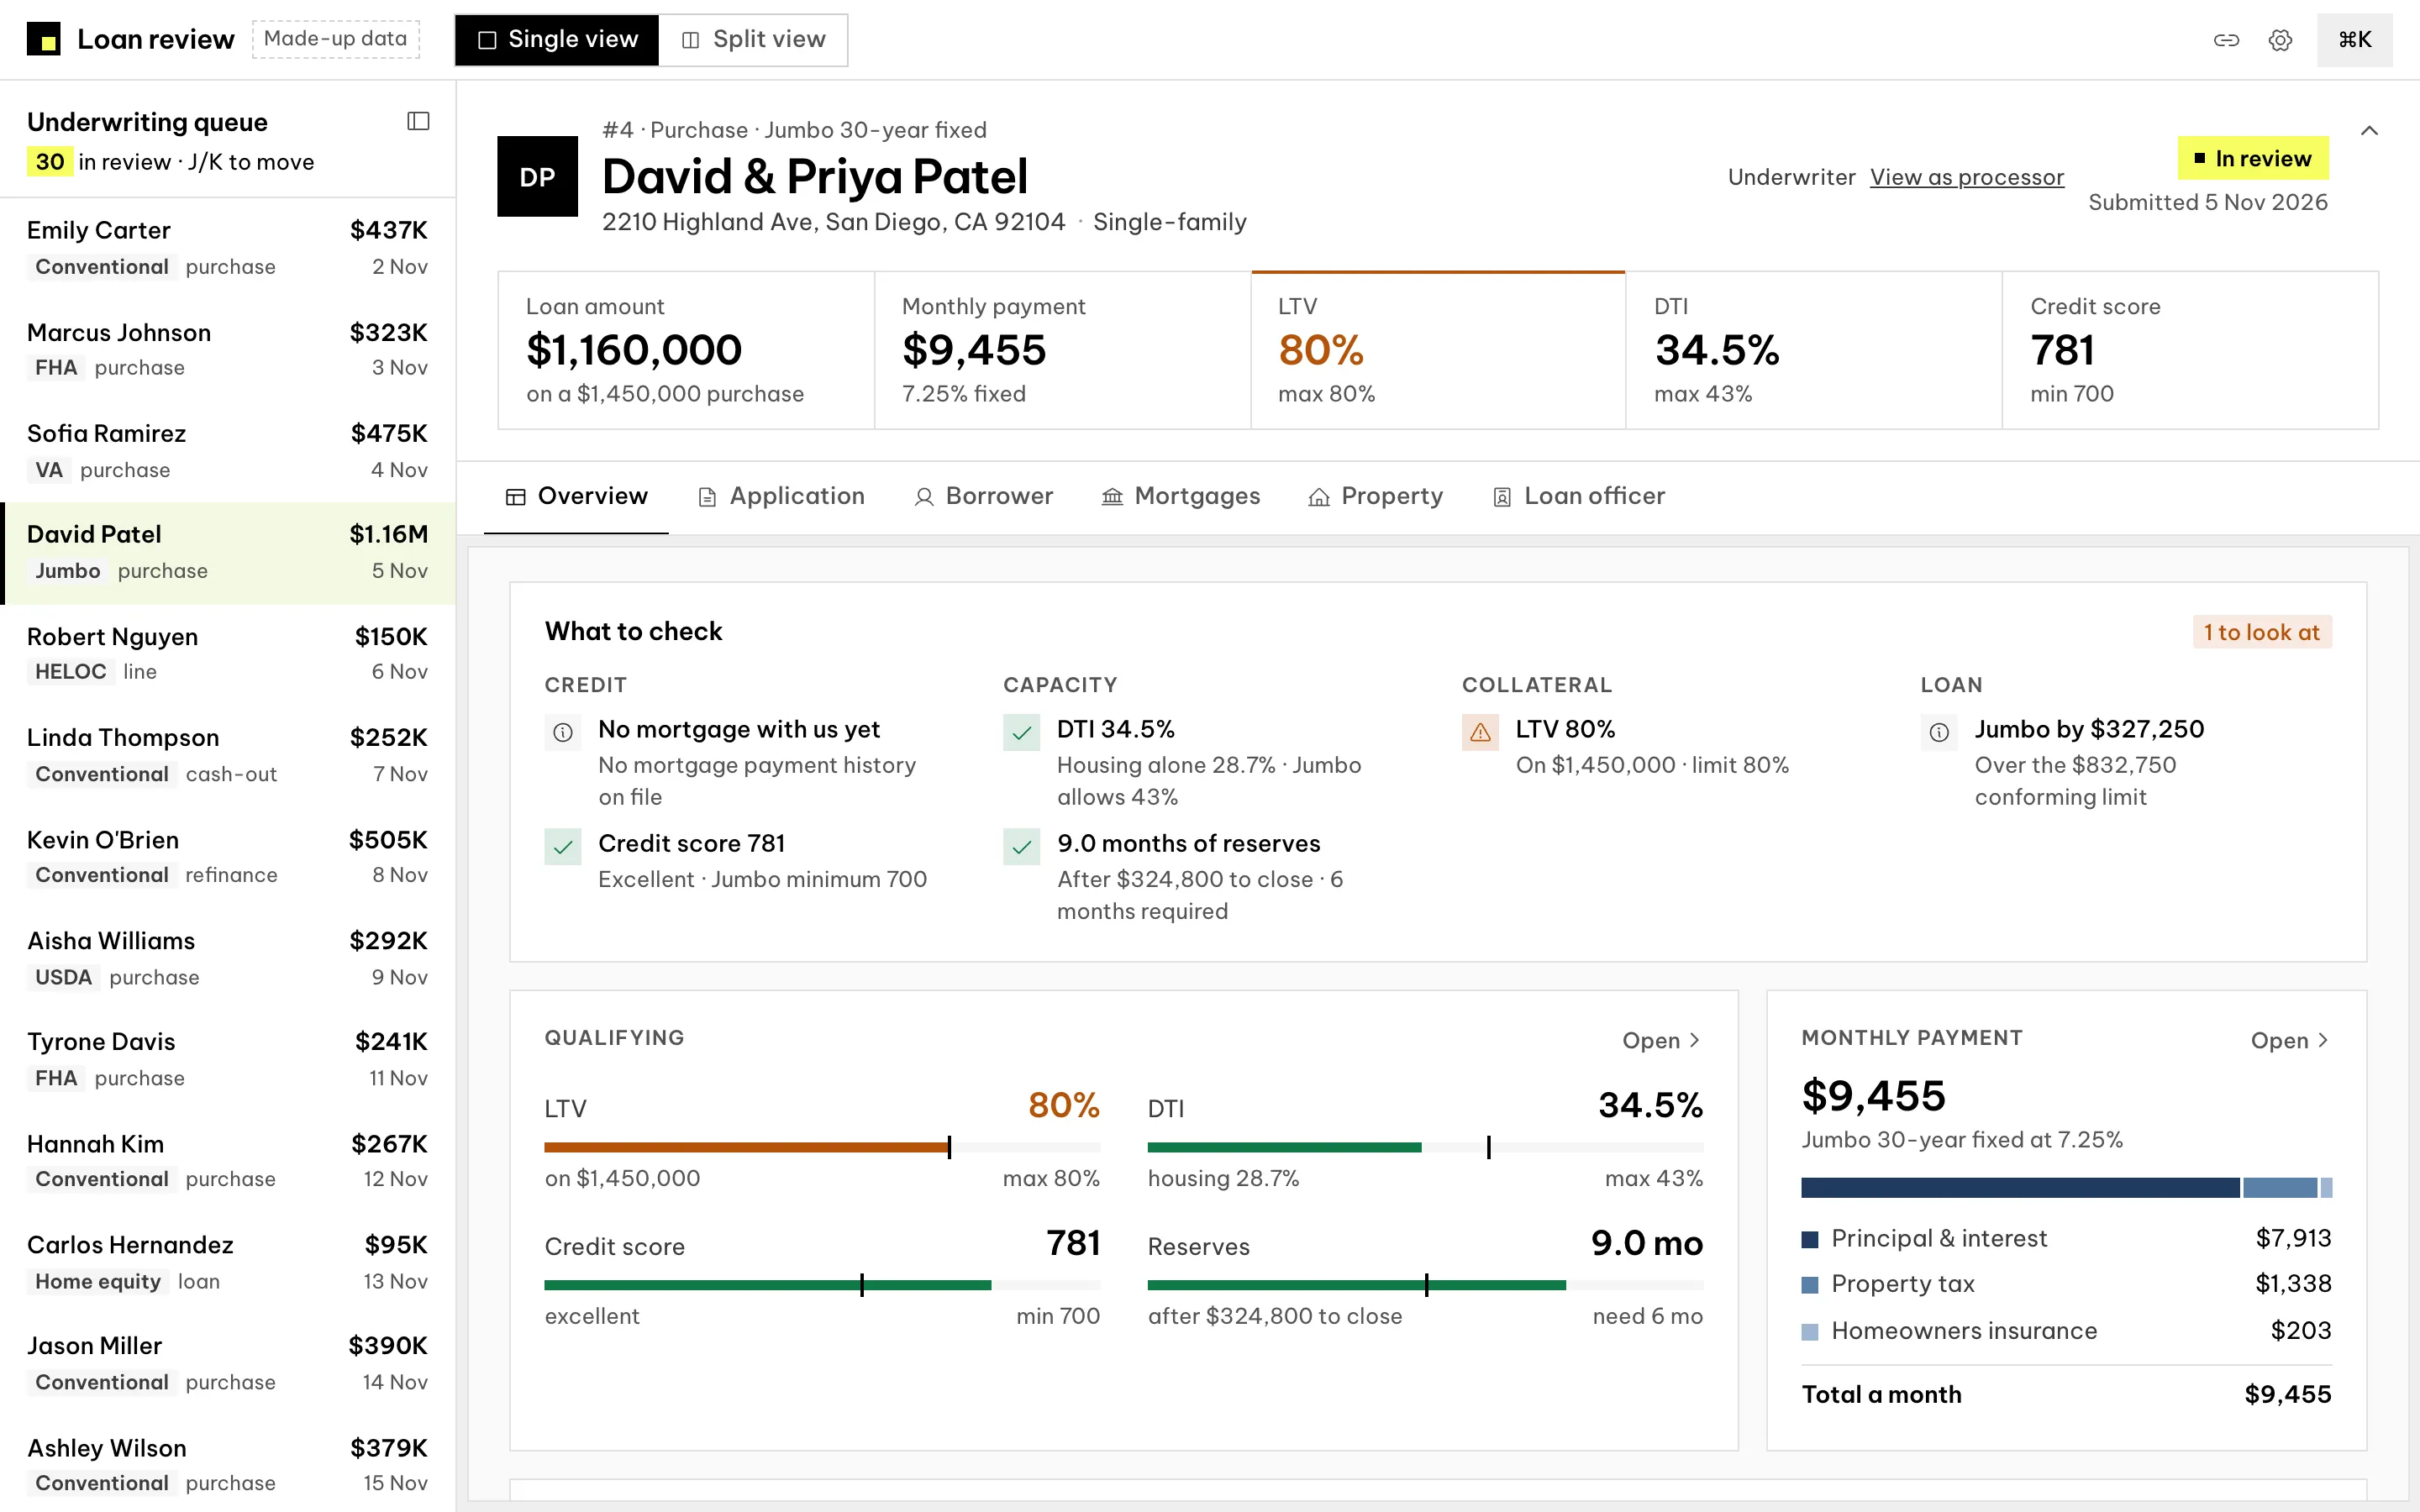 Loan review
Made-up data
Single view
Split view
⌘K
Underwriting queue
30 in review · J/K to move
Emily Carter $437K
Conventional purchase 2 Nov
Marcus Johnson $323K
FHA purchase 3 Nov
Sofia Ramirez $475K
VA purchase 4 Nov
David Patel $1.16M
Jumbo purchase 5 Nov
Robert Nguyen $150K
HELOC line 6 Nov
Linda Thompson $252K
Conventional cash-out 7 Nov
Kevin O'Brien $505K
Conventional refinance 8 Nov
Aisha Williams $292K
USDA purchase 9 Nov
Tyrone Davis $241K
FHA purchase 11 Nov
Hannah Kim $267K
Conventional purchase 12 Nov
Carlos Hernandez $95K
Home equity loan 13 Nov
Jason Miller $390K
Conventional purchase 14 Nov
Ashley Wilson $379K
Conventional purchase 15 Nov
DP
#4 · Purchase · Jumbo 30-year fixed
David & Priya Patel
2210 Highland Ave, San Diego, CA 92104 · Single-family
Underwriter View as processor
In review
Submitted 5 Nov 2026
Loan amount
$1,160,000
on a $1,450,000 purchase
Monthly payment
$9,455
7.25% fixed
LTV
80%
max 80%
DTI
34.5%
max 43%
Credit score
781
min 700
Overview
Application
Borrower
Mortgages
Property
Loan officer
What to check
1 to look at
CREDIT
No mortgage with us yet
No mortgage payment history
on file
Credit score 781
Excellent · Jumbo minimum 700
CAPACITY
DTI 34.5%
Housing alone 28.7% · Jumbo
allows 43%
9.0 months of reserves
After $324,800 to close · 6
months required
COLLATERAL
LTV 80%
On $1,450,000 · limit 80%
LOAN
Jumbo by $327,250
Over the $832,750
conforming limit
QUALIFYING
Open
LTV 80%
on $1,450,000 max 80%
DTI 34.5%
housing 28.7% max 43%
Credit score 781
excellent min 700
Reserves 9.0 mo
after $324,800 to close need 6 mo
MONTHLY PAYMENT
Open
$9,455
Jumbo 30-year fixed at 7.25%
Principal & interest $7,913
Property tax $1,338
Homeowners insurance $203
Total a month $9,455